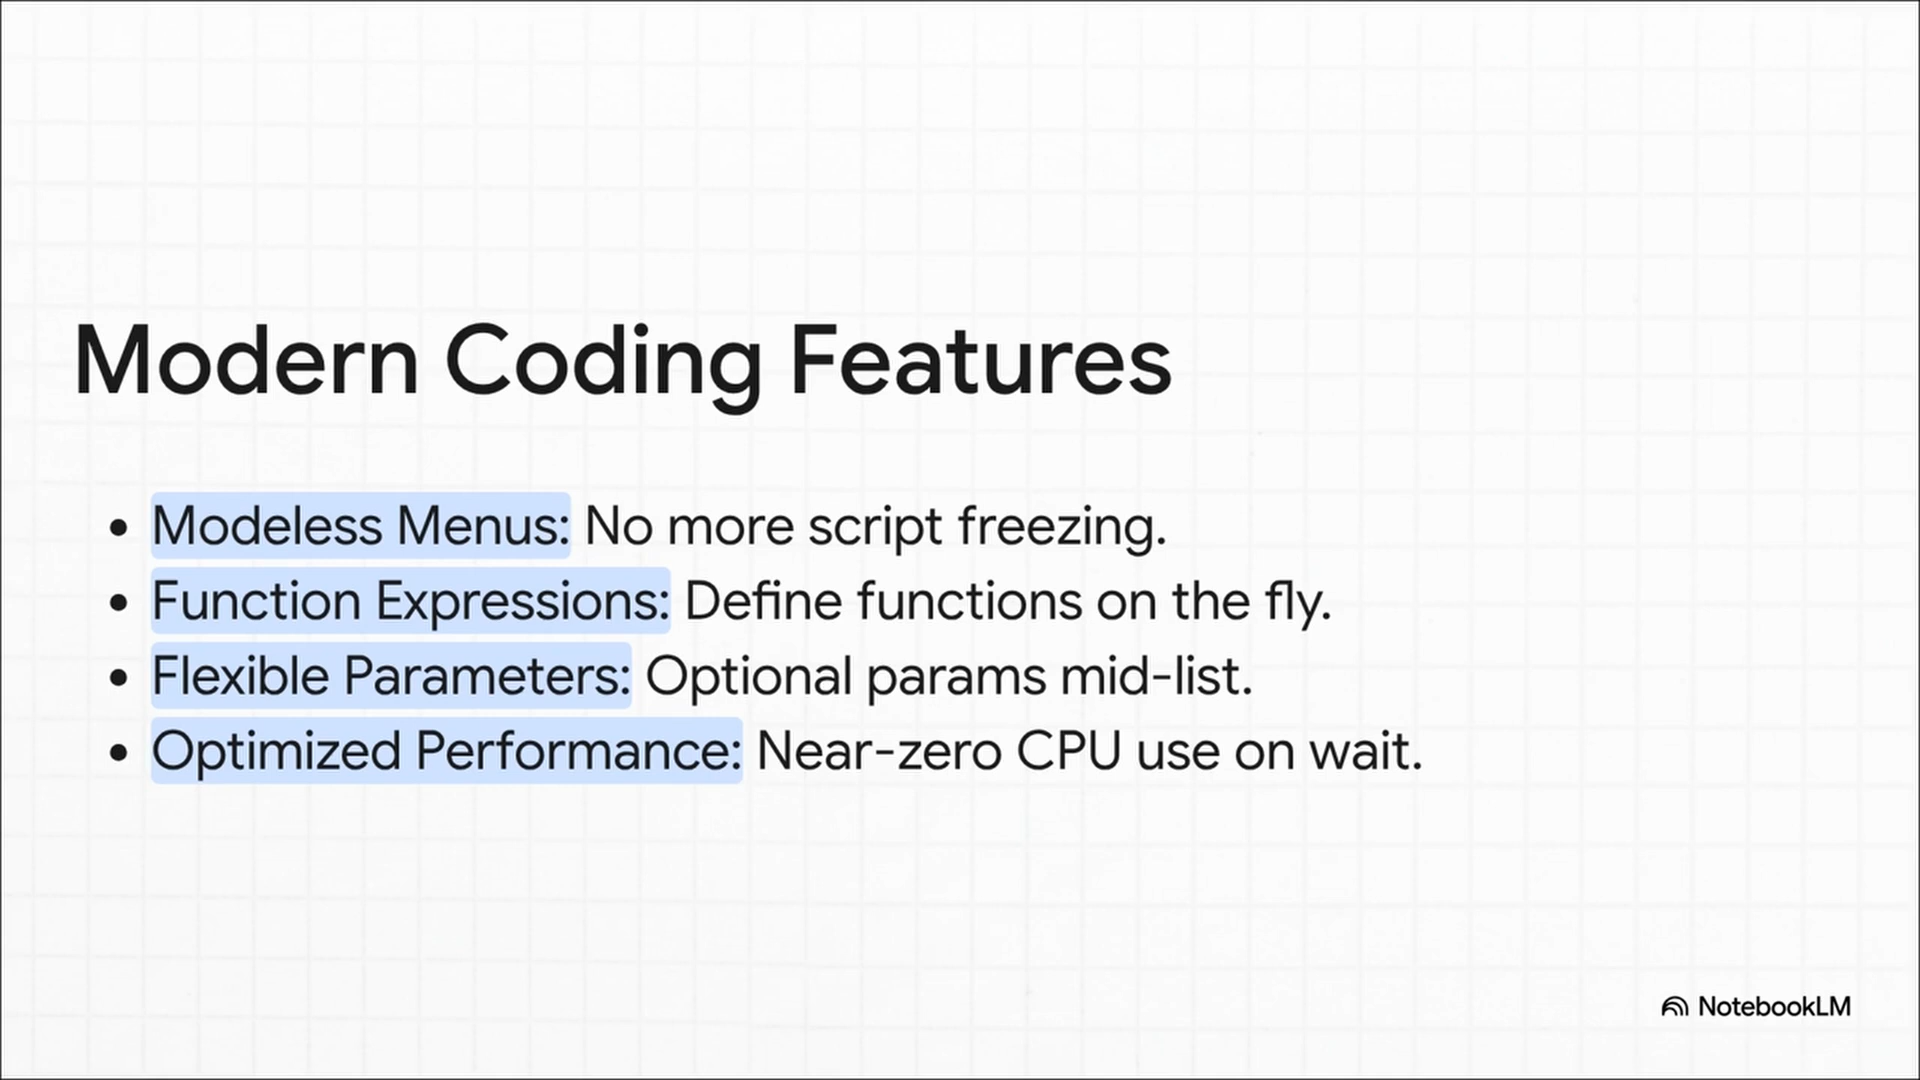 Modern Coding Features
• Modeless Menus: No more script freezing.
• Function Expressions: Define functions on the fly.
• Flexible Parameters: Optional params mid-list.
• Optimized Performance: Near-zero CPU use on wait.
NotebookLM